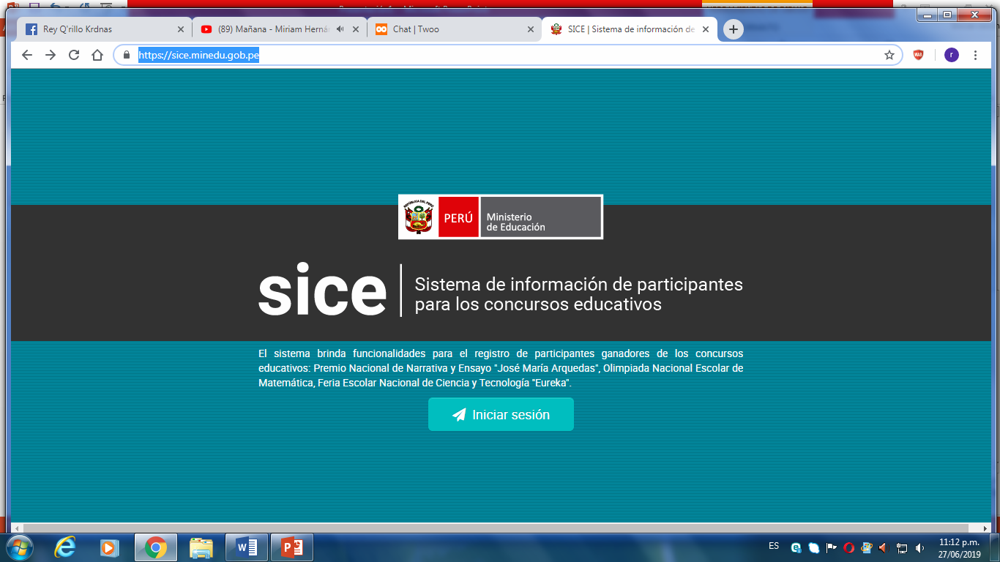 Rey Q'rillo Krdnas
(89) Mañana - Miriam Herná
Chat | Twoo
SICE | Sistema de información de
https://sice.minedu.gob.pe
r
REPÚBLICA DEL PERÚ
PERÚ
Ministerio
de Educación
sice
Sistema de información de participantes
para los concursos educativos
El sistema brinda funcionalidades para el registro de participantes ganadores de los concursos
educativos: Premio Nacional de Narrativa y Ensayo "José María Arquedas", Olimpiada Nacional Escolar de
Matemática, Feria Escolar Nacional de Ciencia y Tecnología "Eureka".
Iniciar sesión
ES
11:12 p.m.
27/06/2019